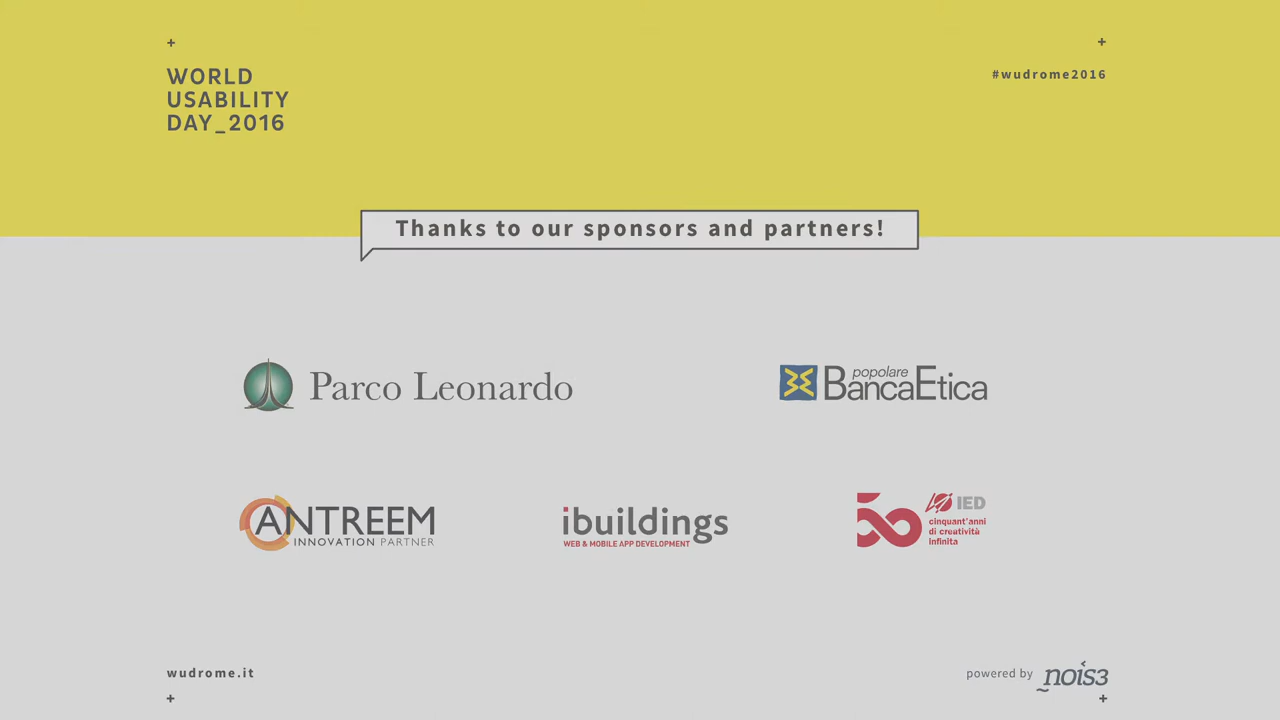 WORLD
USABILITY
DAY_2016
#wudrome2016
Thanks to our sponsors and partners!
Parco Leonardo
popolare
BancaEtica
ANTREEM
INNOVATION PARTNER
ibuildings
WEB & MOBILE APP DEVELOPMENT
50
IED
cinquant'anni
di creatività
infinita
wudrome.it
powered by nois3